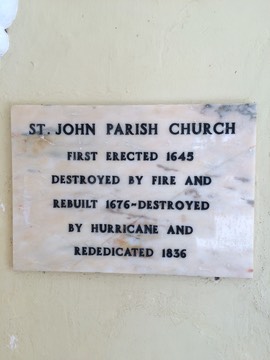 ST. JOHN PARISH CHURCH
FIRST ERECTED 1645
DESTROYED BY FIRE AND
REBUILT 1676-DESTROYED
BY HURRICANE AND
REDEDICATED 1836